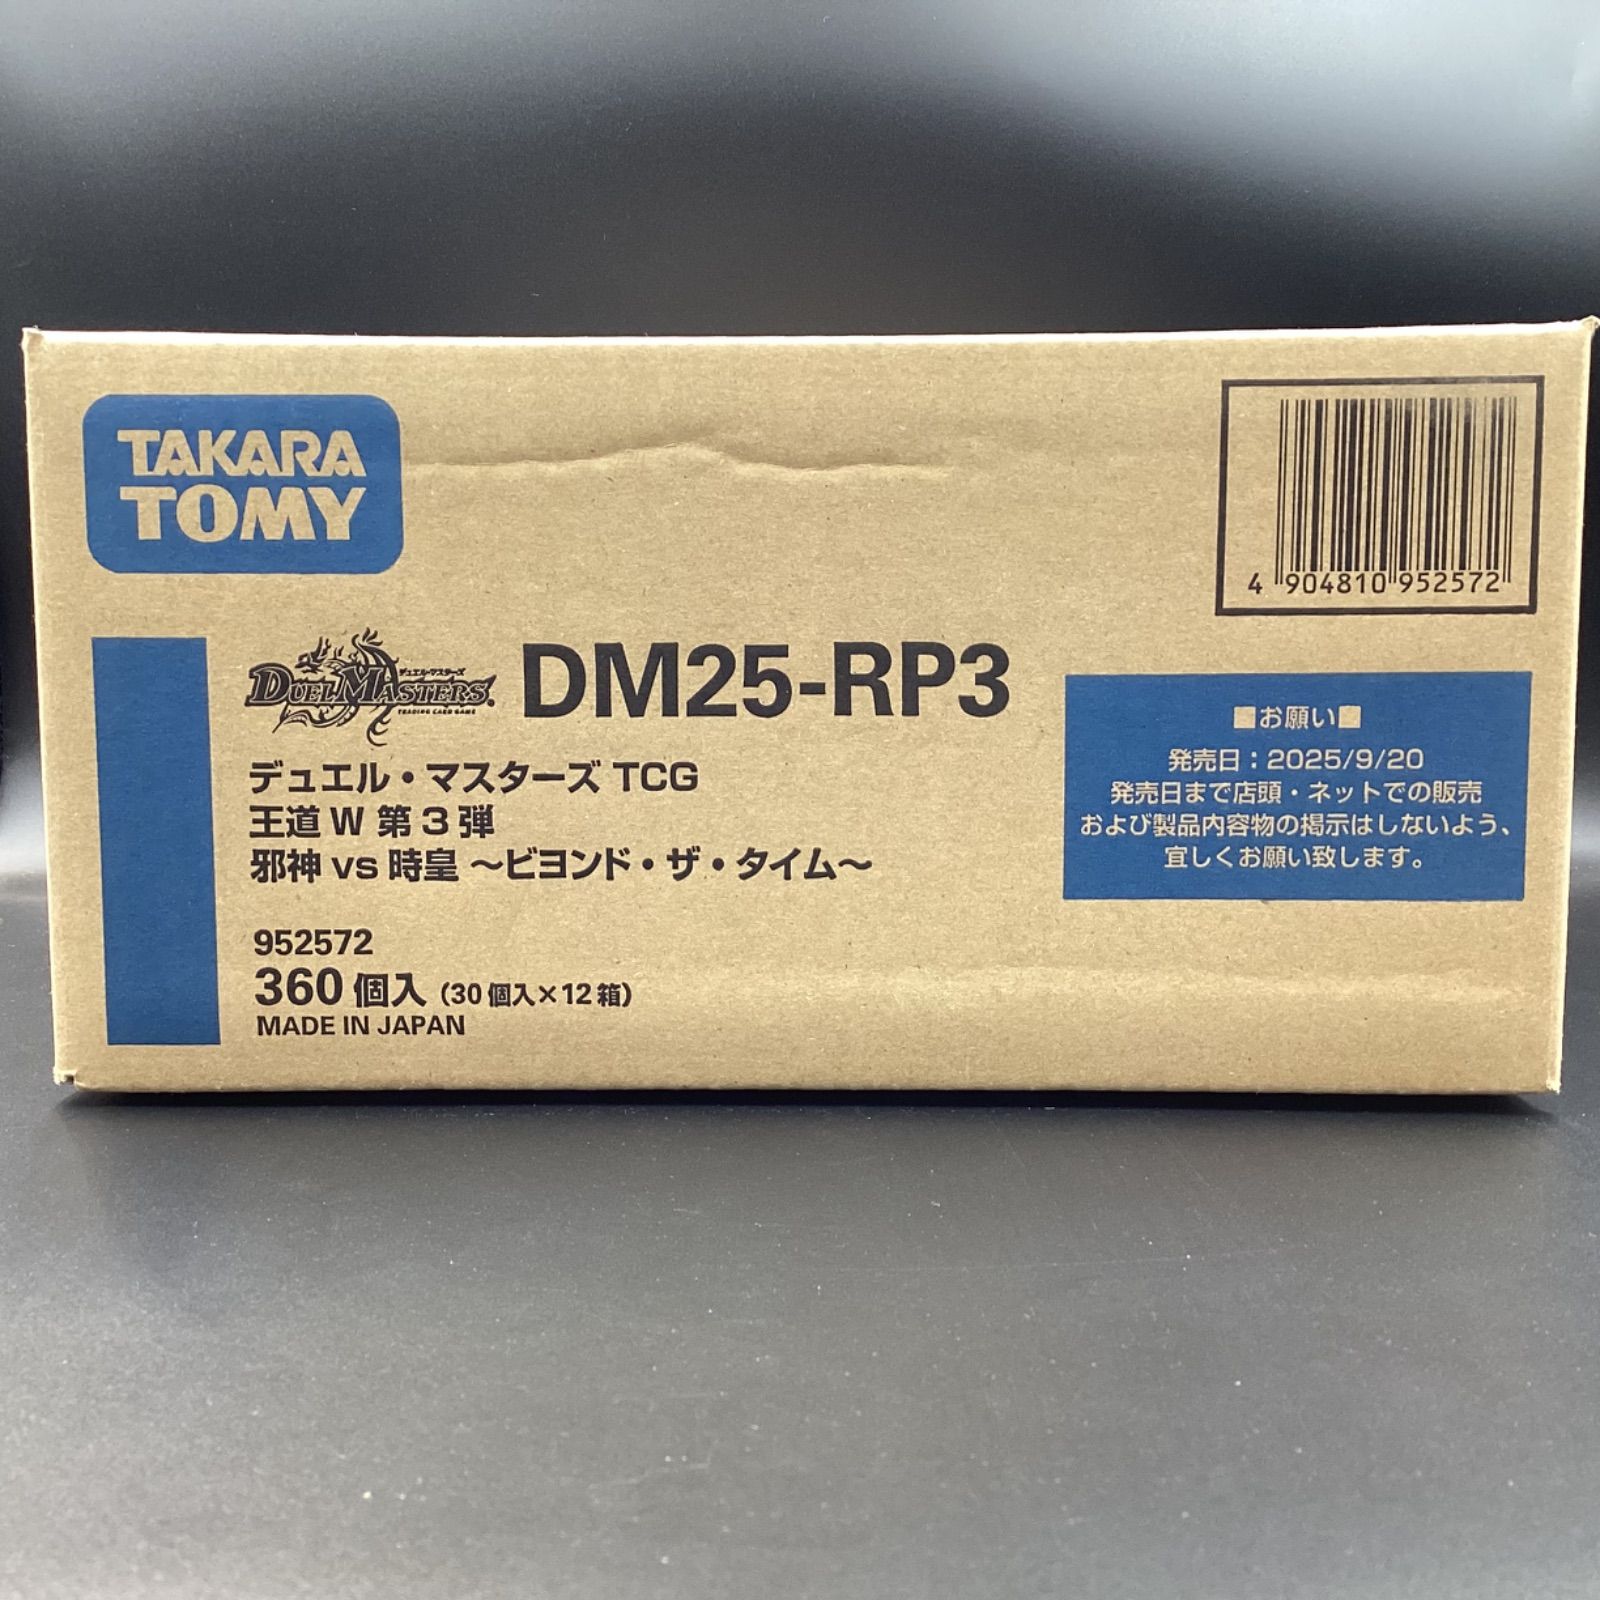 TAKARA
TOMY
4 904810 952572
デュエル・マスターズ
DUEL MASTERS
TRADING CARD GAME
DM25-RP3
デュエル・マスターズ TCG
王道 W 第 3 弾
邪神 vs 時皇 ～ビヨンド・ザ・タイム～
952572
360 個入 (30 個入×12 箱)
MADE IN JAPAN
■お願い■
発売日：2025/9/20
発売日まで店頭・ネットでの販売
および製品内容物の掲示はしないよう、
宜しくお願い致します。